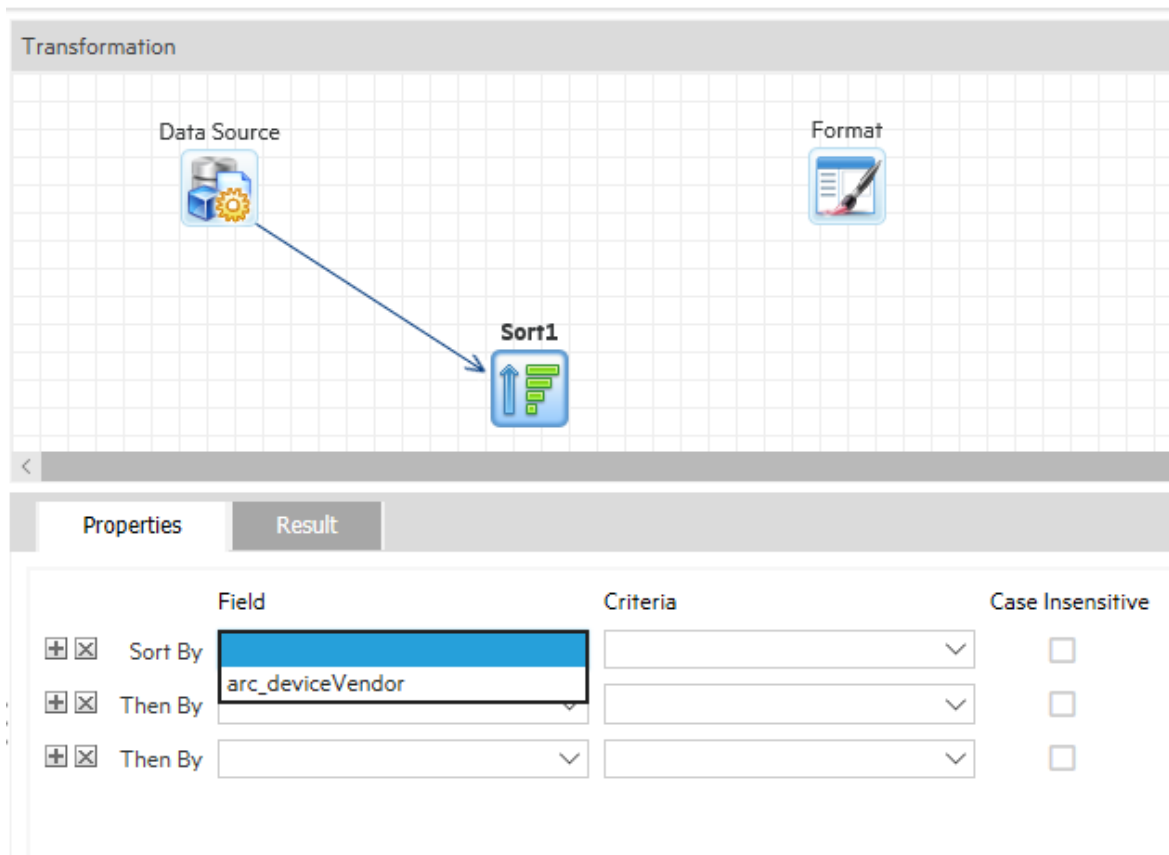 Transformation
Data Source
Format
Sort1
Properties
Result
Field
Criteria
Case Insensitive
Sort By
arc_deviceVendor
Then By
Then By